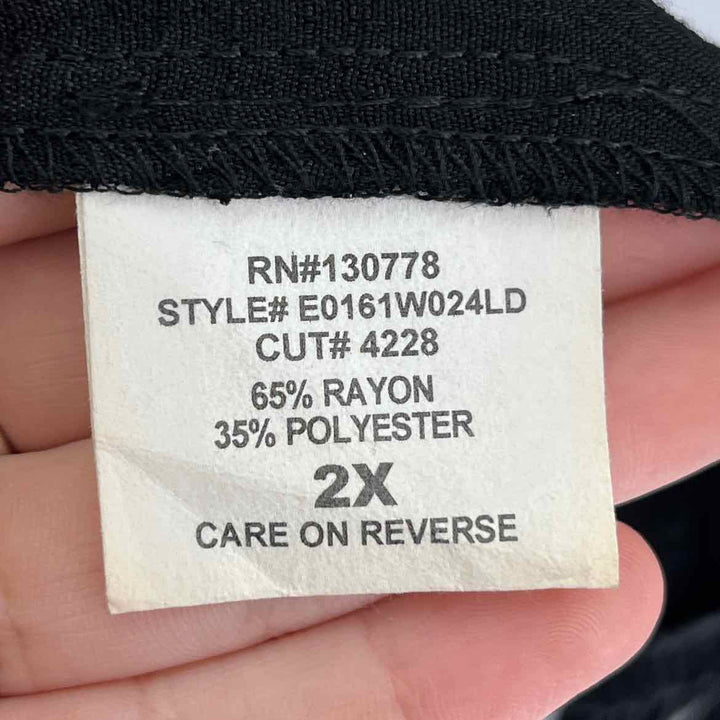 RN#130778
STYLE# E0161W024LD
CUT# 4228
65% RAYON
35% POLYESTER
2X
CARE ON REVERSE